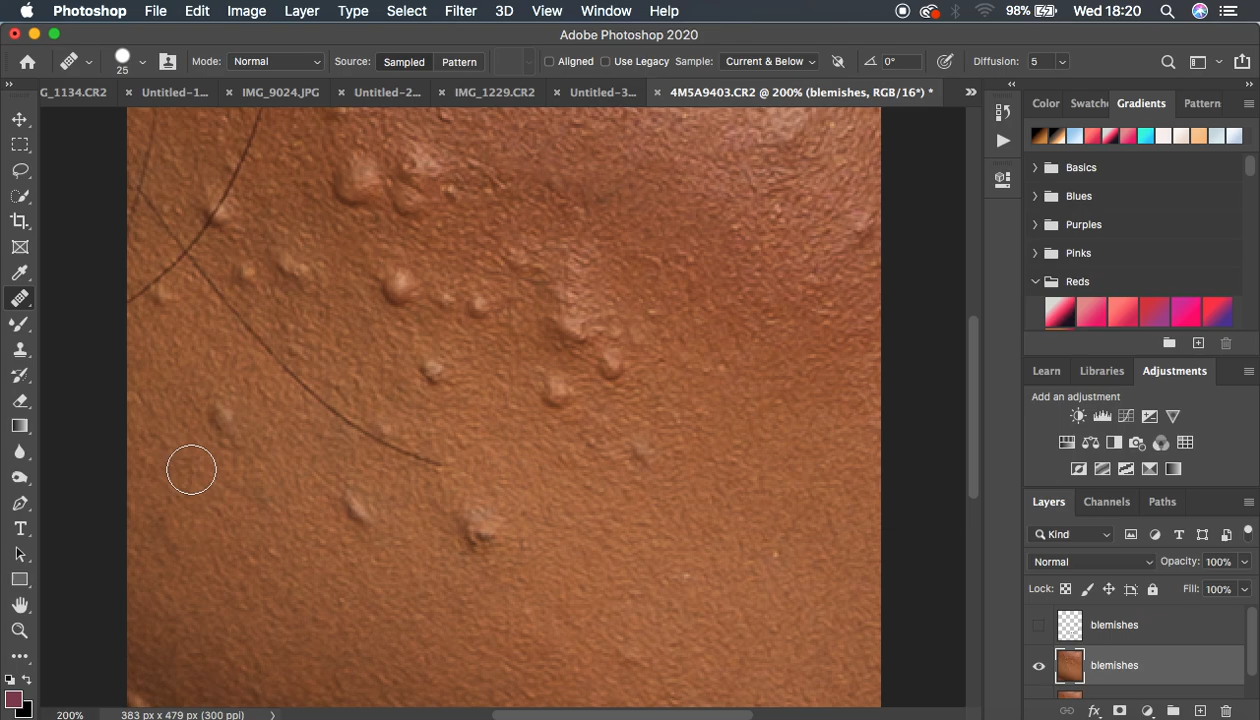 Photoshop File Edit Image Layer Type Select Filter 3D View Window Help 98% Wed 18:20
Adobe Photoshop 2020
25 Mode: Normal Source: Sampled Pattern Aligned Use Legacy Sample: Current & Below 0° Diffusion: 5
G_1134.CR2 × Untitled-1... × IMG_9024.JPG × Untitled-2... × IMG_1229.CR2 × Untitled-3... × 4M5A9403.CR2 @ 200% (blemishes, RGB/16*) *
Color Swatche Gradients Pattern
Basics
Blues
Purples
Pinks
Reds
Learn Libraries Adjustments
Add an adjustment
Layers Channels Paths
Kind
Normal Opacity: 100%
Lock: Fill: 100%
blemishes
blemishes
200% 383 px x 479 px (300 ppi)